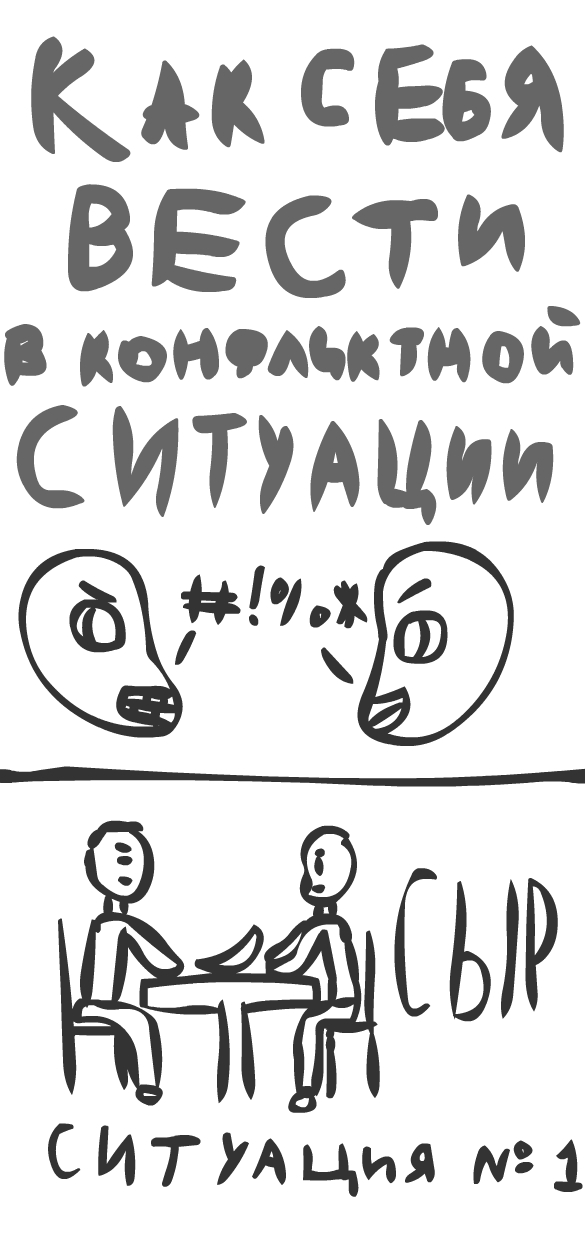 КАК СЕБЯ
ВЕСТИ
В КОНФЛИКТНОЙ
СИТУАЦИИ
#!%.*
СЫР
СИТУАЦИЯ №1